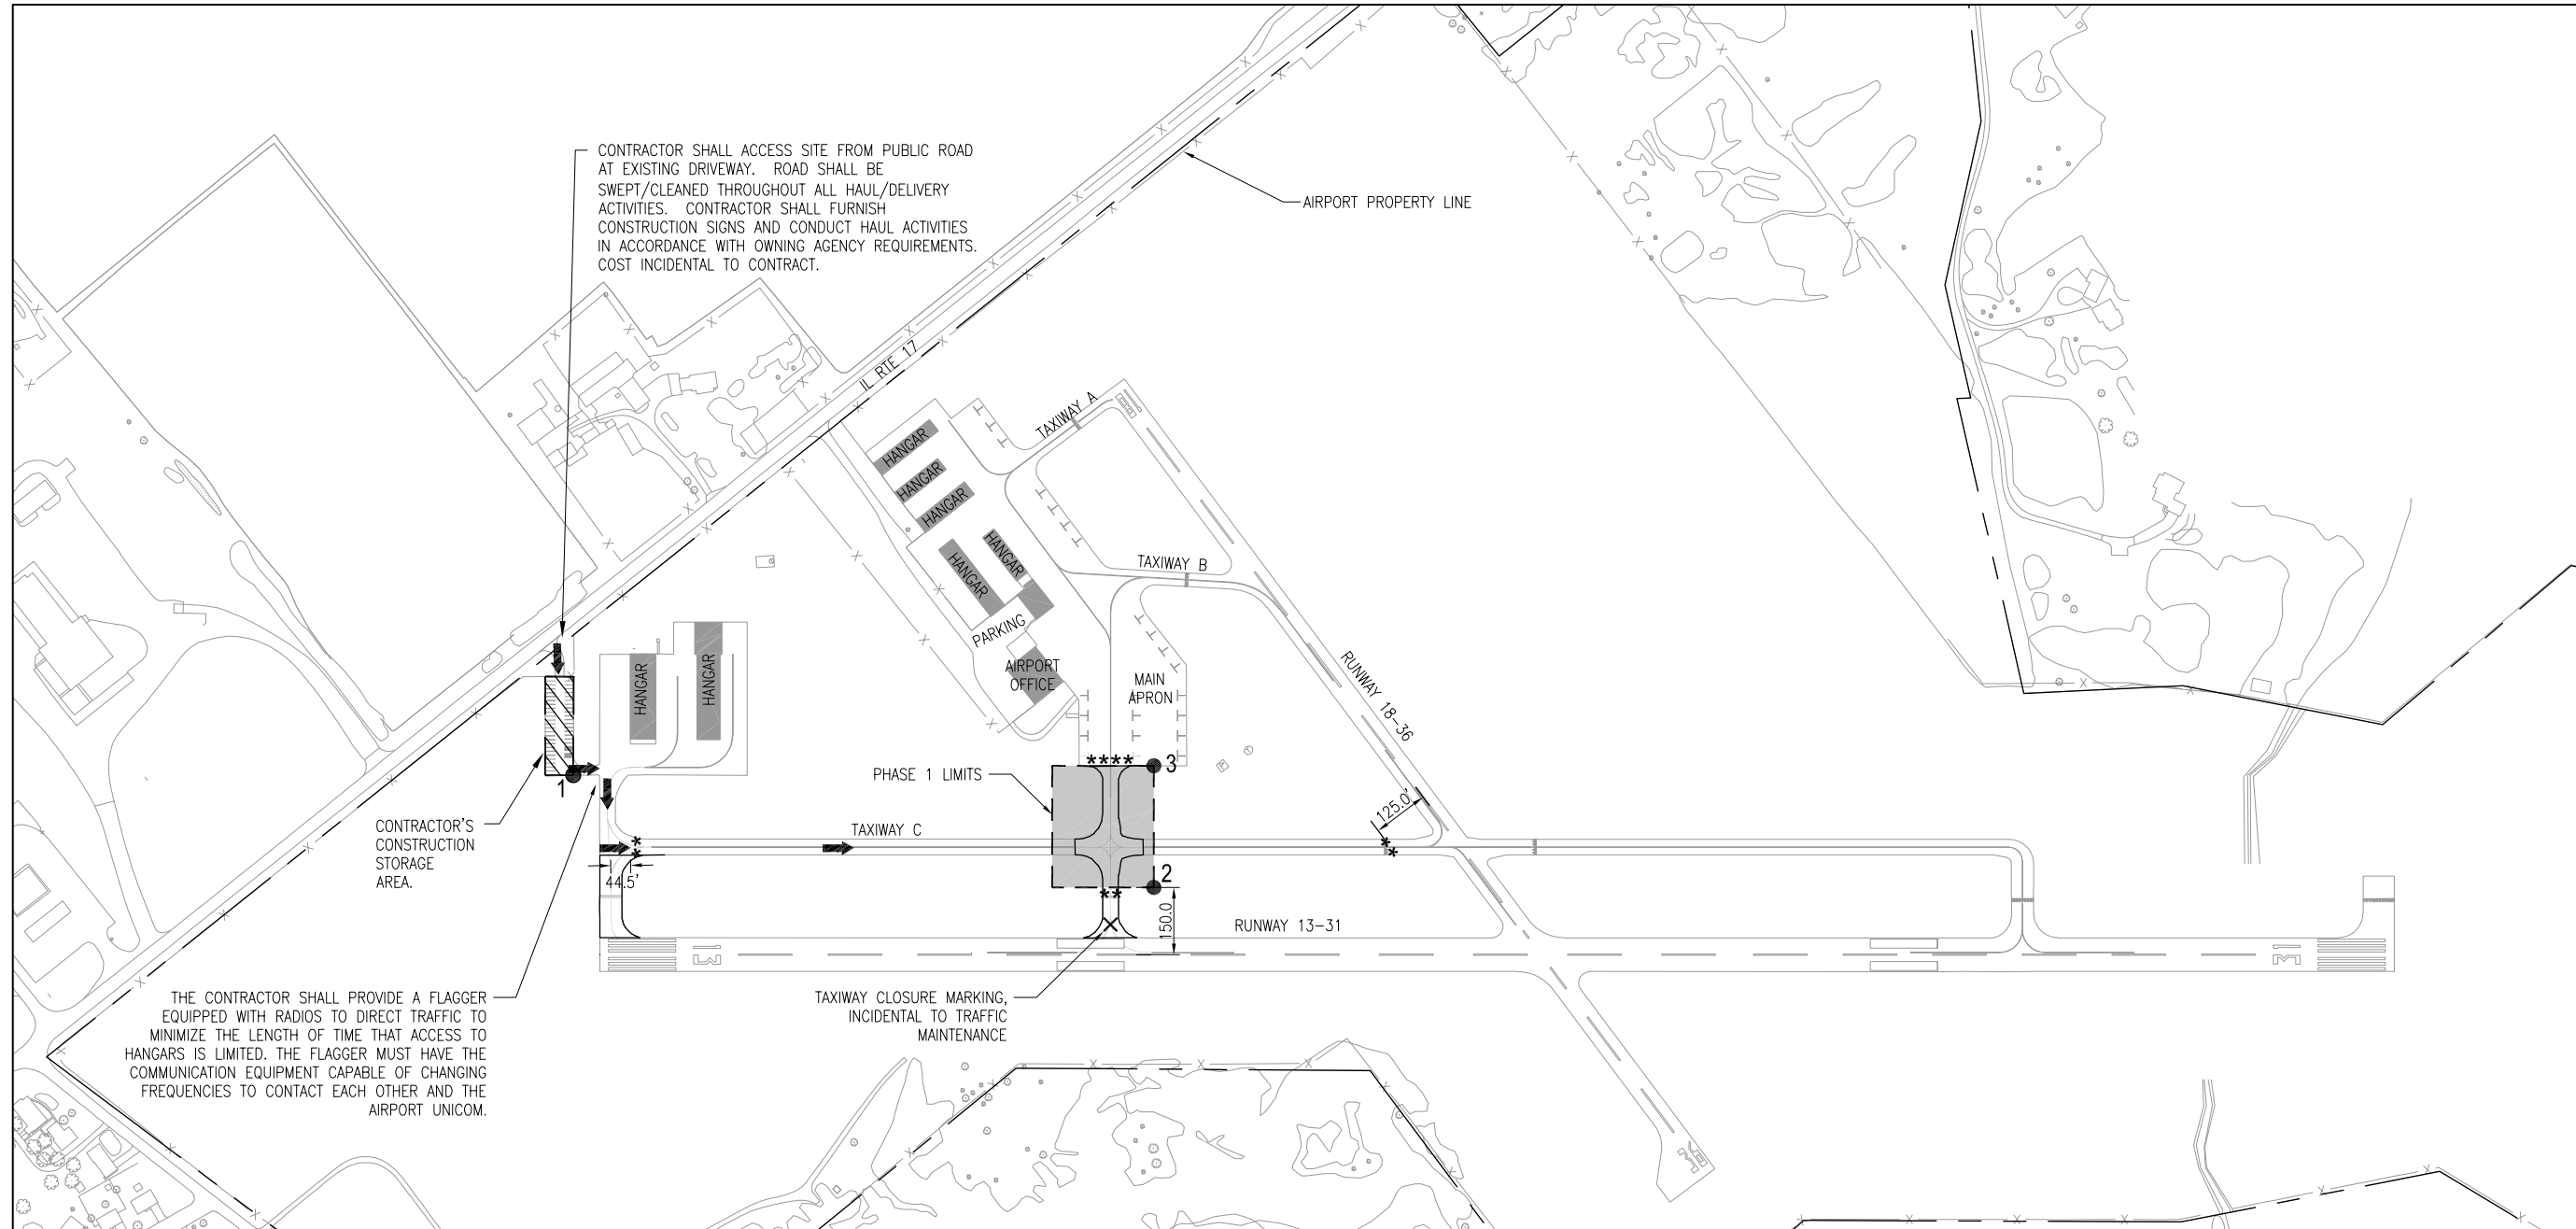 CONTRACTOR SHALL ACCESS SITE FROM PUBLIC ROAD
AT EXISTING DRIVEWAY. ROAD SHALL BE
SWEPT/CLEANED THROUGHOUT ALL HAUL/DELIVERY
ACTIVITIES. CONTRACTOR SHALL FURNISH
CONSTRUCTION SIGNS AND CONDUCT HAUL ACTIVITIES
IN ACCORDANCE WITH OWNING AGENCY REQUIREMENTS.
COST INCIDENTAL TO CONTRACT.
AIRPORT PROPERTY LINE
IL RTE 17
TAXIWAY A
18
HANGAR
HANGAR
HANGAR
HANGAR
HANGAR
TAXIWAY B
PARKING
AIRPORT
OFFICE
MAIN
APRON
RUNWAY 18-36
HANGAR
HANGAR
1
3
PHASE 1 LIMITS
125.0'
CONTRACTOR'S
CONSTRUCTION
STORAGE
AREA.
TAXIWAY C
44.5'
2
150.0
RUNWAY 13-31
13
31
THE CONTRACTOR SHALL PROVIDE A FLAGGER
EQUIPPED WITH RADIOS TO DIRECT TRAFFIC TO
MINIMIZE THE LENGTH OF TIME THAT ACCESS TO
HANGARS IS LIMITED. THE FLAGGER MUST HAVE THE
COMMUNICATION EQUIPMENT CAPABLE OF CHANGING
FREQUENCIES TO CONTACT EACH OTHER AND THE
AIRPORT UNICOM.
TAXIWAY CLOSURE MARKING,
INCIDENTAL TO TRAFFIC
MAINTENANCE
36